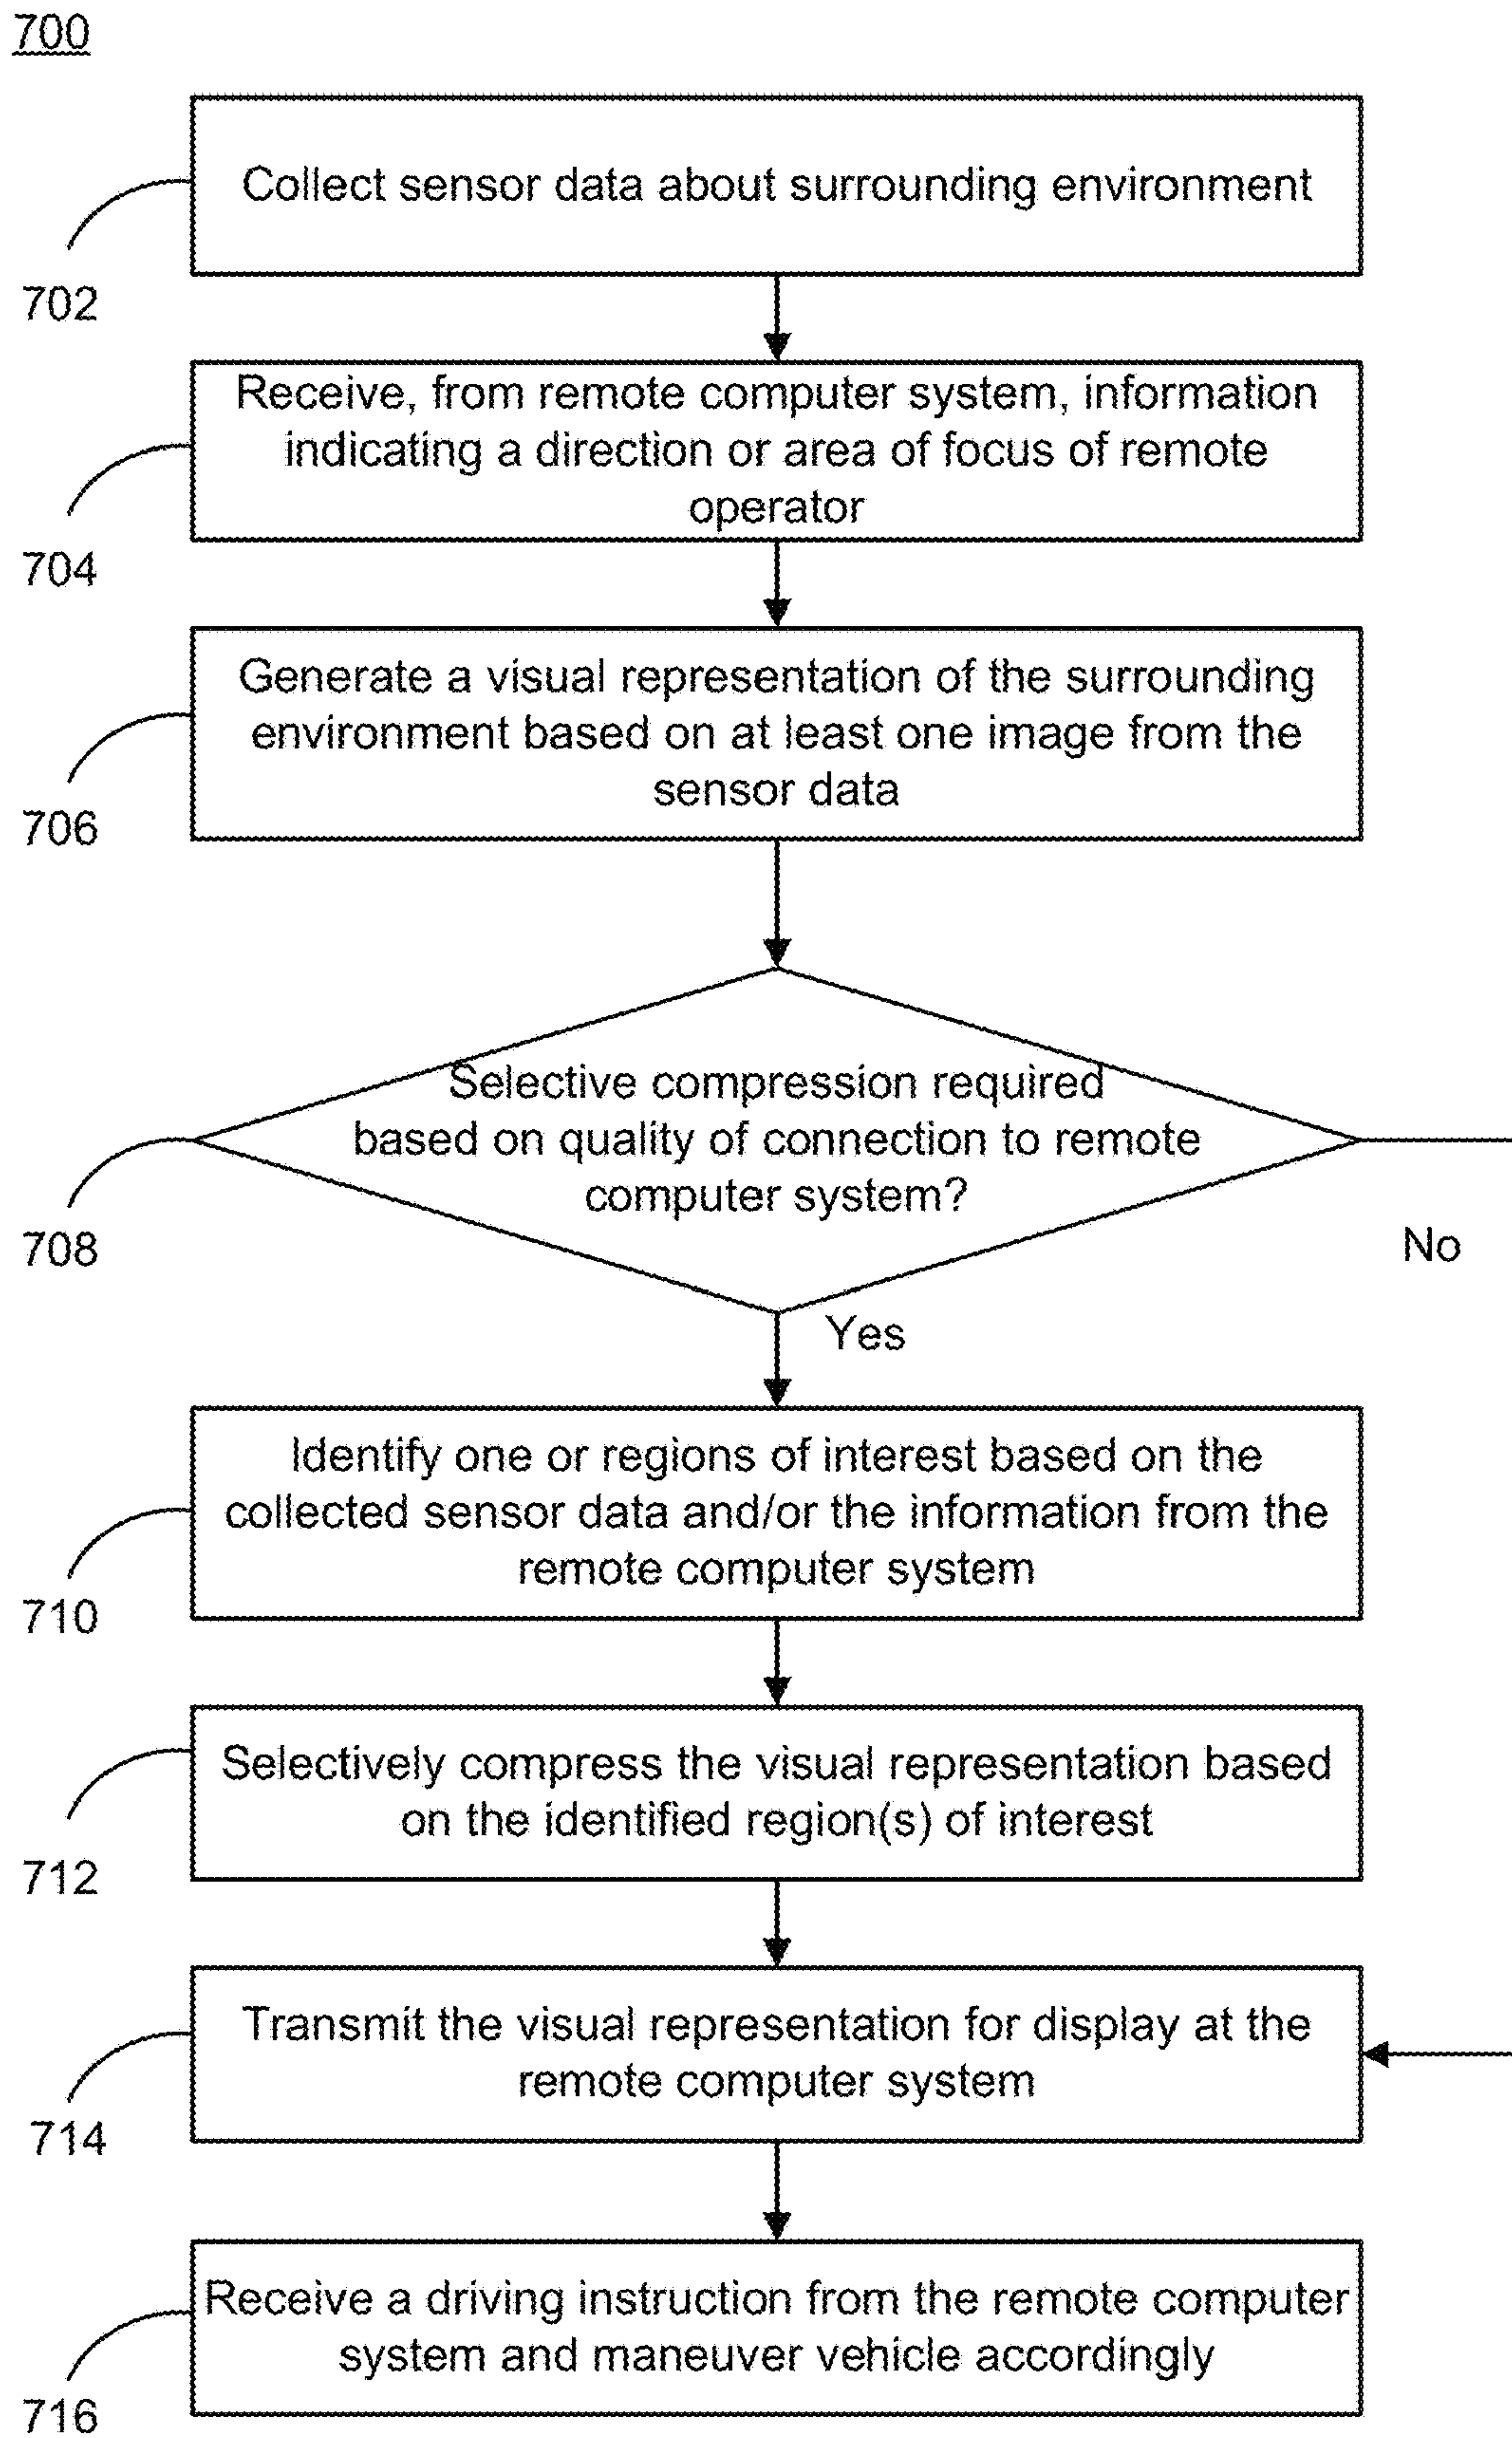 700
Collect sensor data about surrounding environment
702
Receive, from remote computer system, information
indicating a direction or area of focus of remote
operator
704
Generate a visual representation of the surrounding
environment based on at least one image from the
sensor data
706
Selective compression required
based on quality of connection to remote
computer system?
708
No
Yes
Identify one or regions of interest based on the
collected sensor data and/or the information from the
remote computer system
710
Selectively compress the visual representation based
on the identified region(s) of interest
712
Transmit the visual representation for display at the
remote computer system
714
Receive a driving instruction from the remote computer
system and maneuver vehicle accordingly
716